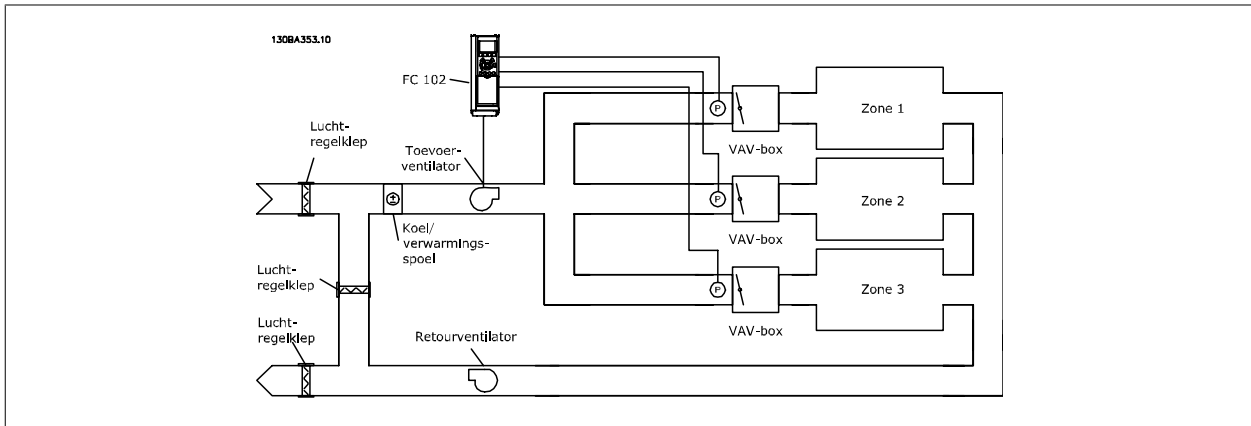 130BA353.10
FC 102
Lucht-
regelklep
Toevoer-
ventilator
Koel/
verwarmings-
spoel
Lucht-
regelklep
Lucht-
regelklep
Retourventilator
P
VAV-box
Zone 1
P
VAV-box
Zone 2
P
VAV-box
Zone 3